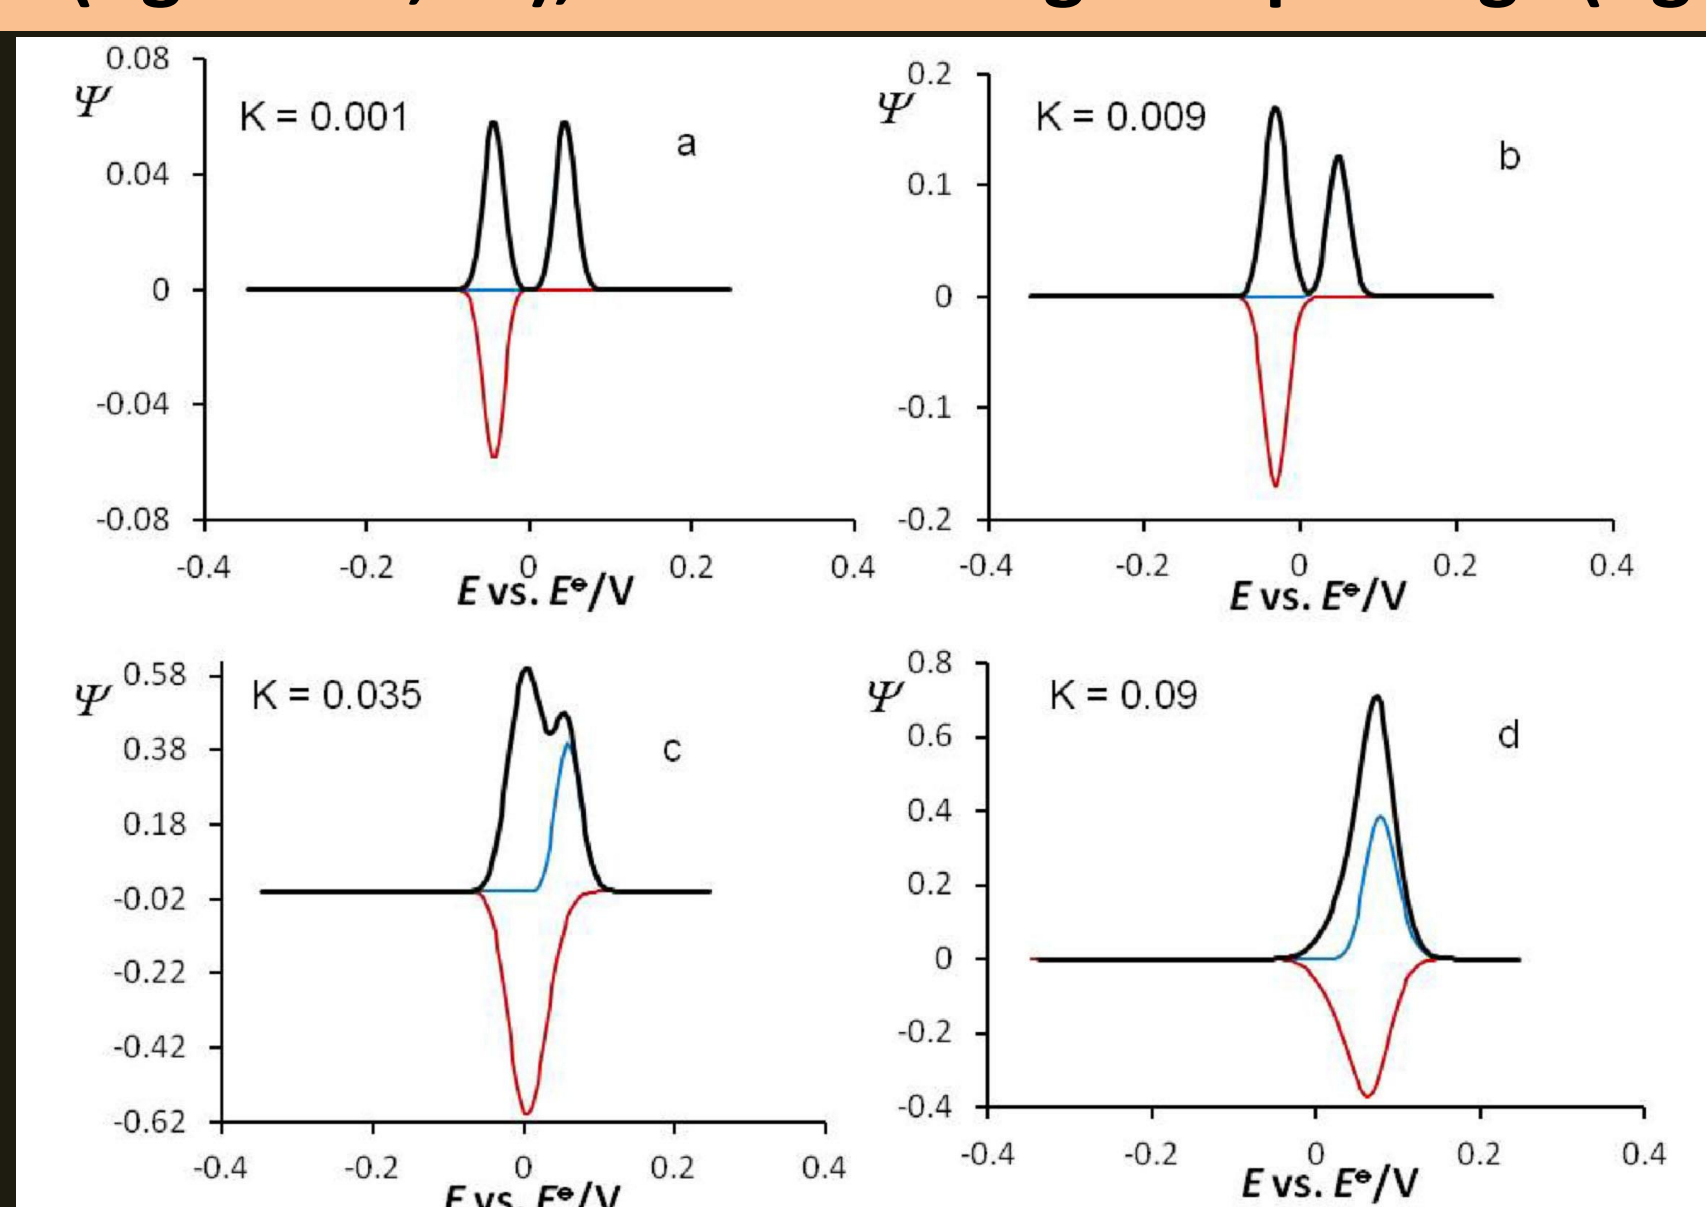 0.08
Ψ
K = 0.001
a
0.04
0
-0.04
-0.08
-0.4 -0.2 0 0.2 0.4
E vs. E⦵/V
0.2
Ψ
K = 0.009
b
0.1
0
-0.1
-0.2
-0.4 -0.2 0 0.2 0.4
E vs. E⦵/V
0.58
Ψ
K = 0.035
c
0.38
0.18
-0.02
-0.22
-0.42
-0.62
-0.4 -0.2 0 0.2 0.4
E vs. E⦵/V
0.8
Ψ
K = 0.09
d
0.6
0.4
0.2
0
-0.2
-0.4
-0.4 -0.2 0 0.2 0.4
E vs. E⦵/V